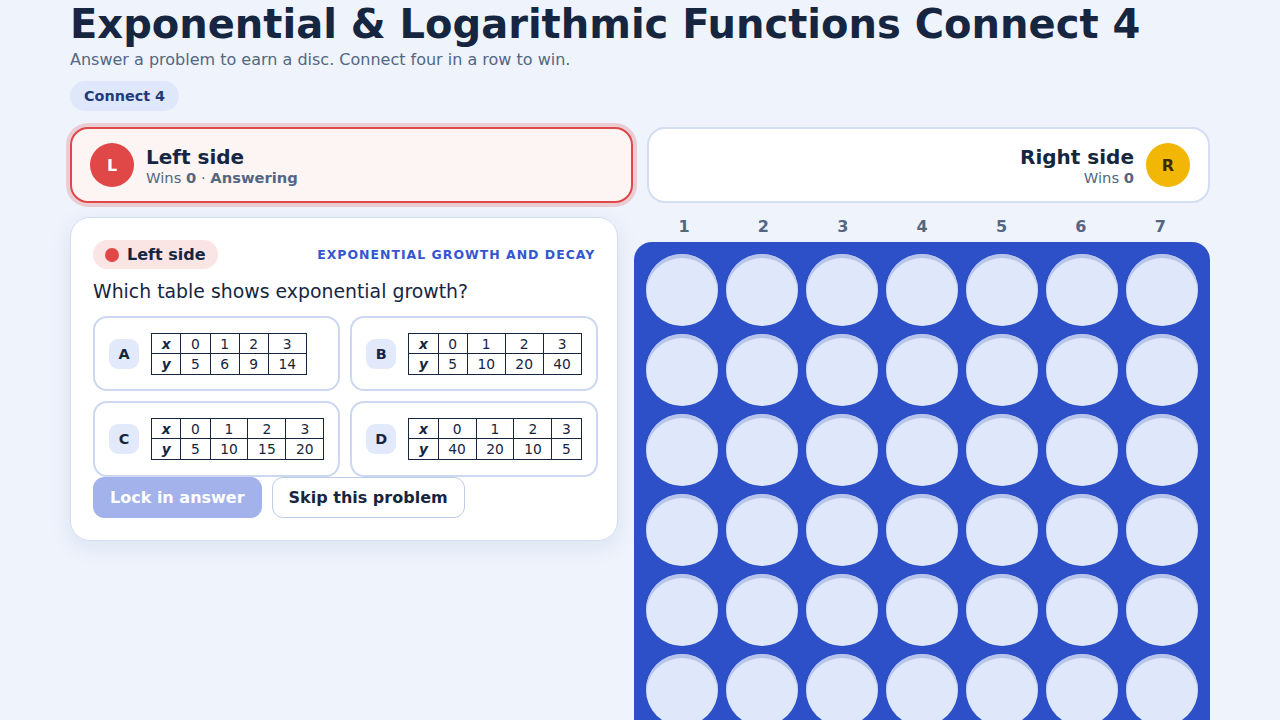 Exponential & Logarithmic Functions Connect 4
Answer a problem to earn a disc. Connect four in a row to win.
Connect 4
L
Left side
Wins 0 · Answering
Right side
Wins 0
R
Left side
EXPONENTIAL GROWTH AND DECAY
Which table shows exponential growth?
A
x 0 1 2 3
y 5 6 9 14
B
x 0 1 2 3
y 5 10 20 40
C
x 0 1 2 3
y 5 10 15 20
D
x 0 1 2 3
y 40 20 10 5
Lock in answer
Skip this problem
1 2 3 4 5 6 7